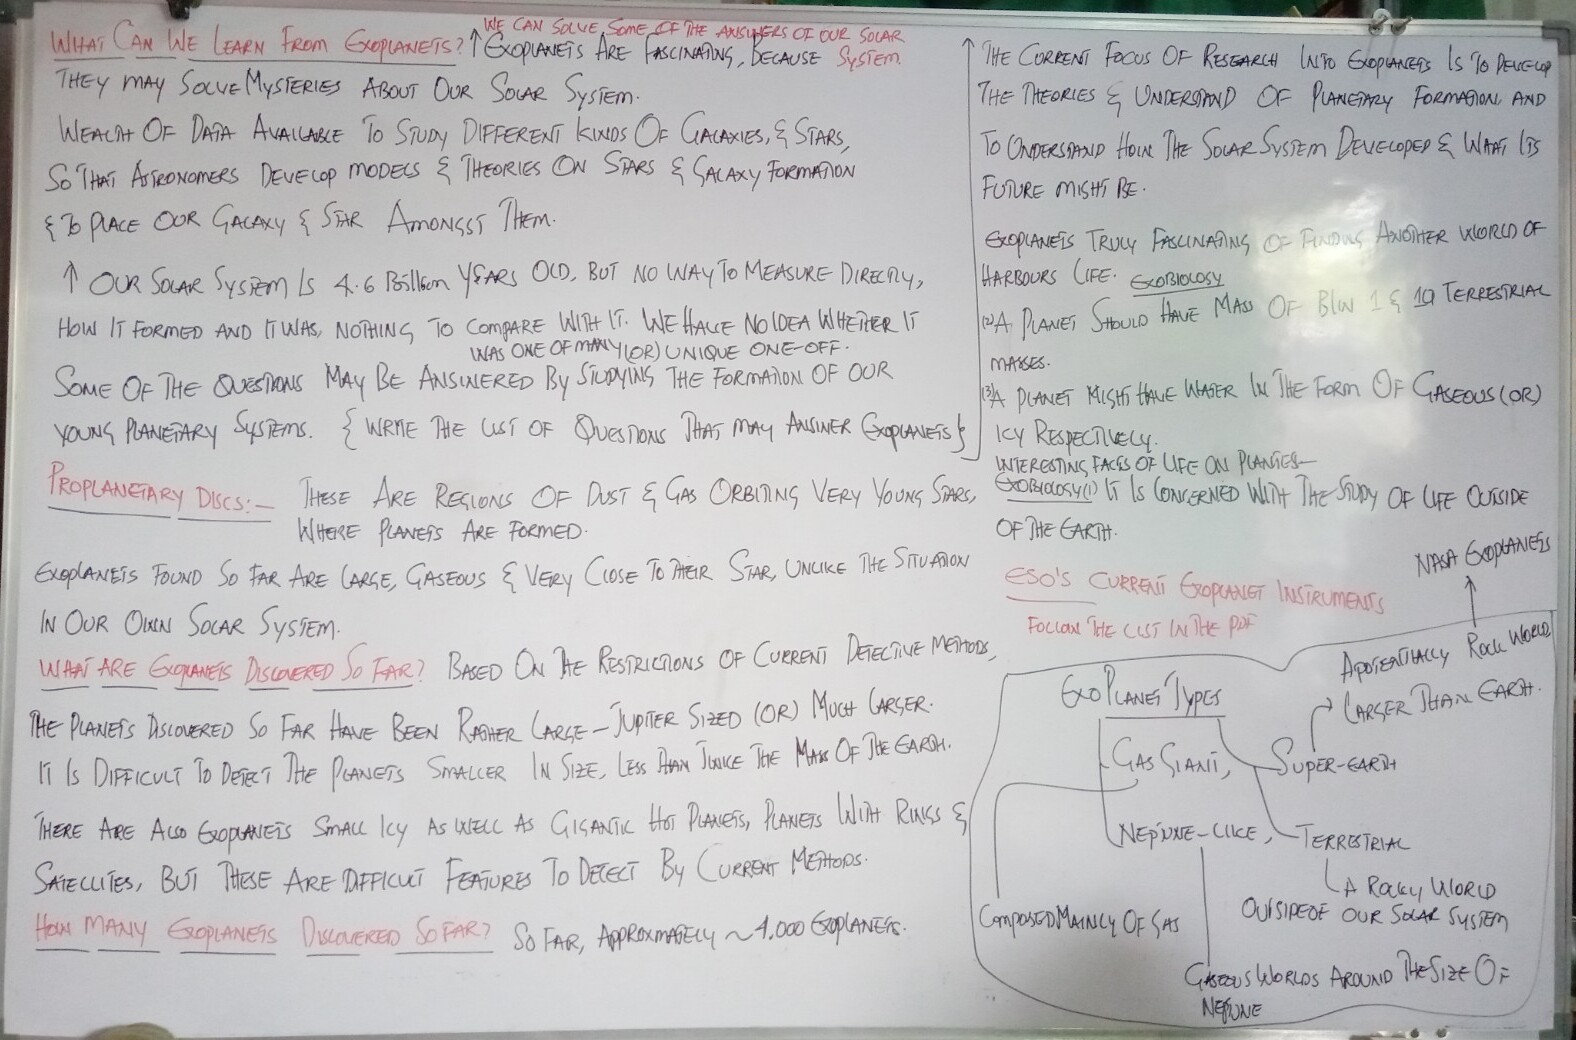 WE CAN SOLVE SOME OF THE ANSWERS OF OUR SOLAR SYSTEM
WHAT CAN WE LEARN FROM EXOPLANETS? ↑ EXOPLANETS ARE FASCINATING, BECAUSE
THEY MAY SOLVE MYSTERIES ABOUT OUR SOLAR SYSTEM.
WEALTH OF DATA AVAILABLE TO STUDY DIFFERENT KINDS OF GALAXIES, & STARS,
SO THAT ASTRONOMERS DEVELOP MODELS & THEORIES ON STARS & GALAXY FORMATION
& TO PLACE OUR GALAXY & STAR AMONGST THEM.
↑ OUR SOLAR SYSTEM IS 4.6 Billion YEARS OLD, BUT NO WAY TO MEASURE DIRECTLY,
HOW IT FORMED AND IT WAS, NOTHING TO COMPARE WITH IT. WE HAVE NO IDEA WHETHER IT
WAS ONE OF MANY (OR) UNIQUE ONE-OFF.
SOME OF THE QUESTIONS MAY BE ANSWERED BY STUDYING THE FORMATION OF OUR
YOUNG PLANETARY SYSTEMS. { WRITE THE LIST OF QUESTIONS THAT MAY ANSWER EXOPLANETS }
PROPLANETARY DISCS:- THESE ARE REGIONS OF DUST & GAS ORBITING VERY YOUNG STARS,
WHERE PLANETS ARE FORMED.
EXOPLANETS FOUND SO FAR ARE LARGE, GASEOUS & VERY CLOSE TO THEIR STAR, UNLIKE THE SITUATION
IN OUR OWN SOLAR SYSTEM.
WHAT ARE EXOPLANETS DISCOVERED SO FAR? BASED ON THE RESTRICTIONS OF CURRENT DETECTIVE METHODS,
THE PLANETS DISCOVERED SO FAR HAVE BEEN RATHER LARGE - JUPITER SIZED (OR) MUCH LARGER.
IT IS DIFFICULT TO DETECT THE PLANETS SMALLER IN SIZE, LESS THAN TWICE THE MASS OF THE EARTH.
THERE ARE ALSO EXOPLANETS SMALL ICY AS WELL AS GIGANTIC HOT PLANETS, PLANETS WITH RINGS &
SATELLITES, BUT THESE ARE DIFFICULT FEATURES TO DETECT BY CURRENT METHODS.
HOW MANY EXOPLANETS DISCOVERED SO FAR? SO FAR, APPROXMATELY ~ 4,000 EXOPLANETS.
↑ THE CURRENT FOCUS OF RESEARCH INTO EXOPLANETS IS TO DEVELOP
THE THEORIES & UNDERSTAND OF PLANETARY FORMATION, AND
TO UNDERSTAND HOW THE SOLAR SYSTEM DEVELOPED & WHAT ITS
FUTURE MIGHT BE.
EXOPLANETS TRULY FASCINATING OF FINDING ANOTHER WORLD OF
HARBOURS LIFE. EXOBIOLOGY
(2) A PLANET SHOULD HAVE MASS OF B/W 1 & 10 TERRESTRIAL
MASSES.
(3) A PLANET MIGHT HAVE WATER IN THE FORM OF GASEOUS (OR)
ICY RESPECTIVELY.
INTERESTING FACTS OF LIFE ON PLANTES-
EXOBIOLOGY (1) IT IS CONCERNED WITH THE STUDY OF LIFE OUTSIDE
OF THE EARTH.
ESO'S CURRENT EXOPLANET INSTRUMENTS
FOLLOW THE LIST IN THE PDF
NASA EXOPLANETS
A POTENTIALLY ROCK WORLD
LARGER THAN EARTH.
EXOPLANET TYPES
GAS GIANT,
SUPER-EARTH
NEPTUNE-LIKE,
TERRESTRIAL
A ROCKY WORLD
OUTSIDE OF OUR SOLAR SYSTEM
COMPOSED MAINLY OF GAS
GASEOUS WORLDS AROUND THE SIZE OF
NEPTUNE